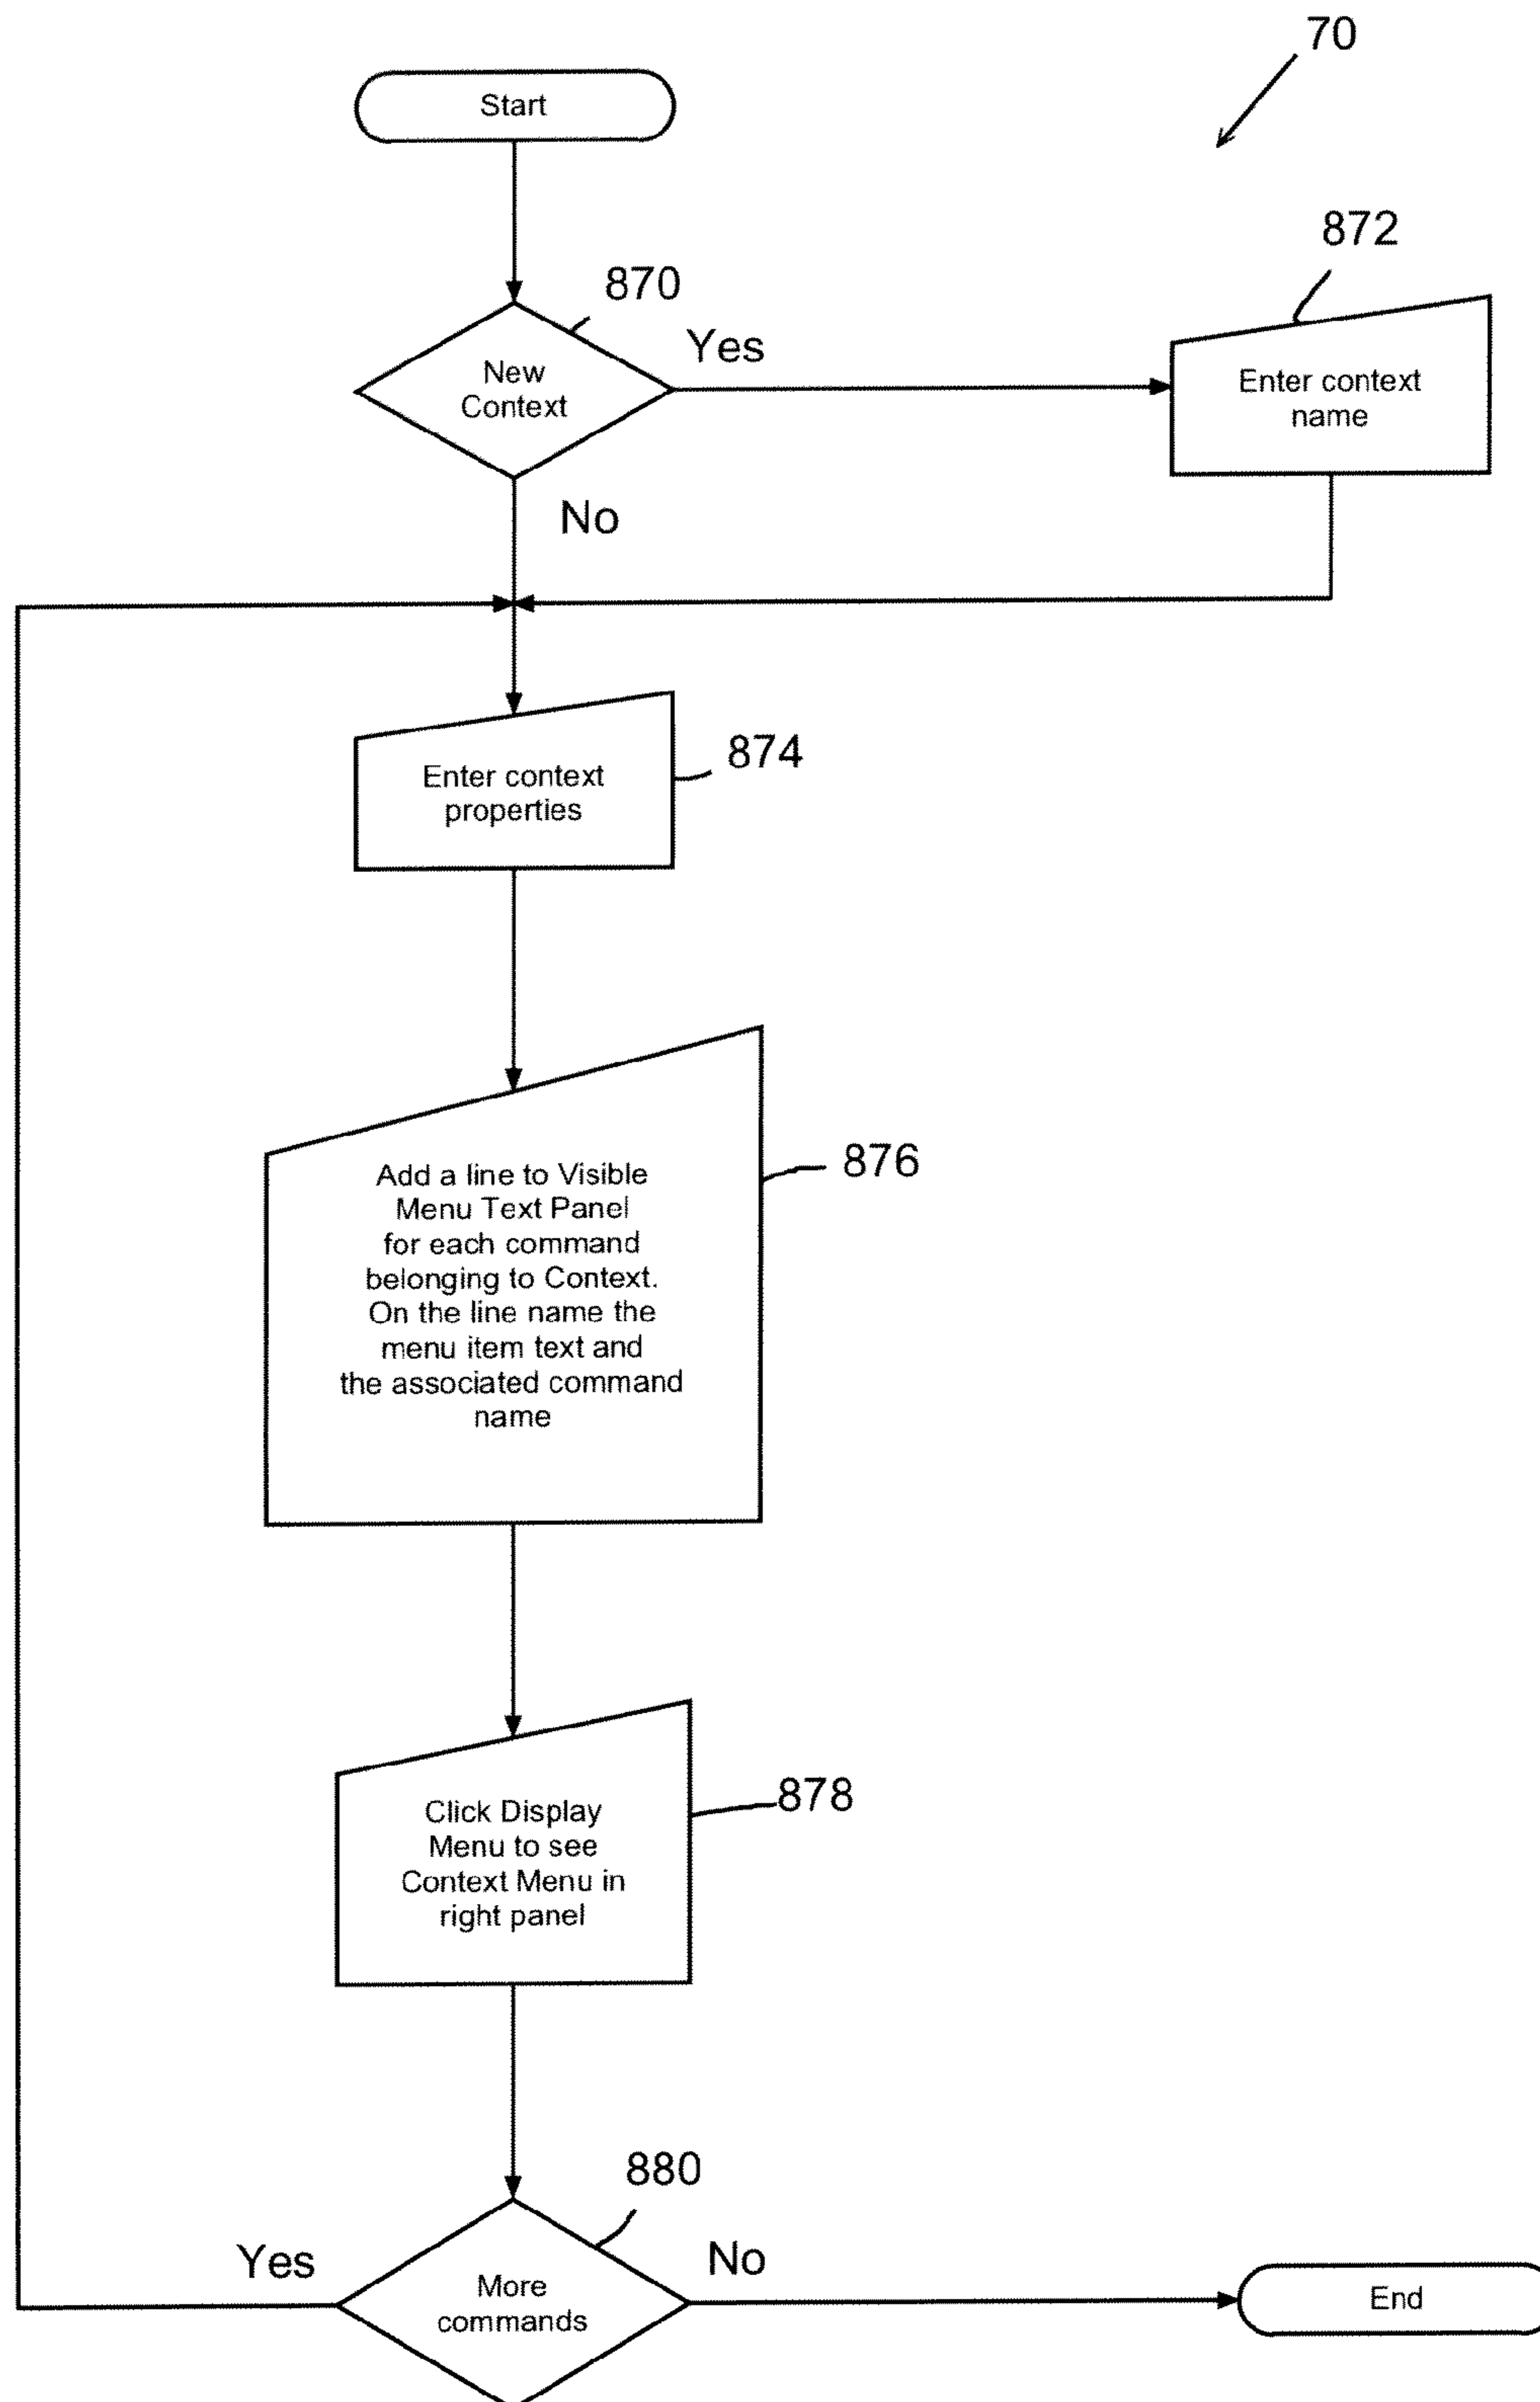 70
Start
872
870
Yes
New
Context
Enter context
name
No
874
Enter context
properties
876
Add a line to Visible
Menu Text Panel
for each command
belonging to Context.
On the line name the
menu item text and
the associated command
name
878
Click Display
Menu to see
Context Menu in
right panel
880
Yes
No
More
commands
End